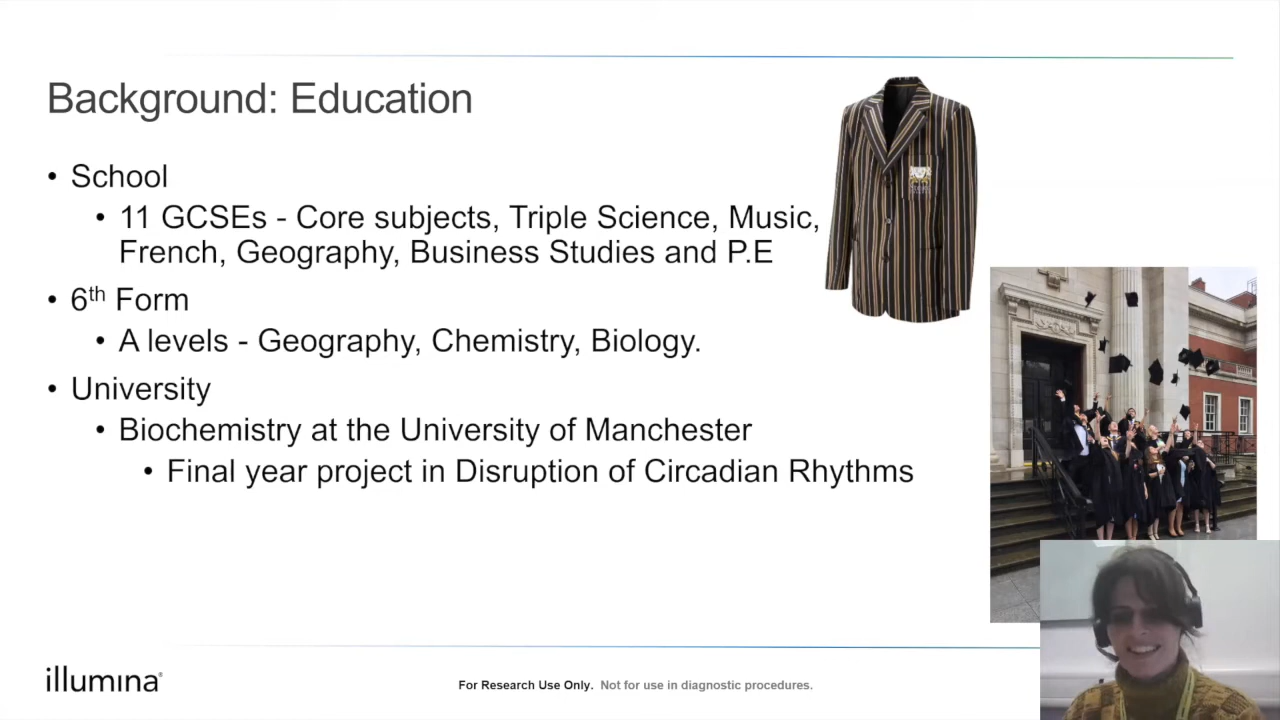 Background: Education
• School
• 11 GCSEs - Core subjects, Triple Science, Music,
French, Geography, Business Studies and P.E
• 6th Form
• A levels - Geography, Chemistry, Biology.
• University
• Biochemistry at the University of Manchester
• Final year project in Disruption of Circadian Rhythms
illumina®
For Research Use Only. Not for use in diagnostic procedures.